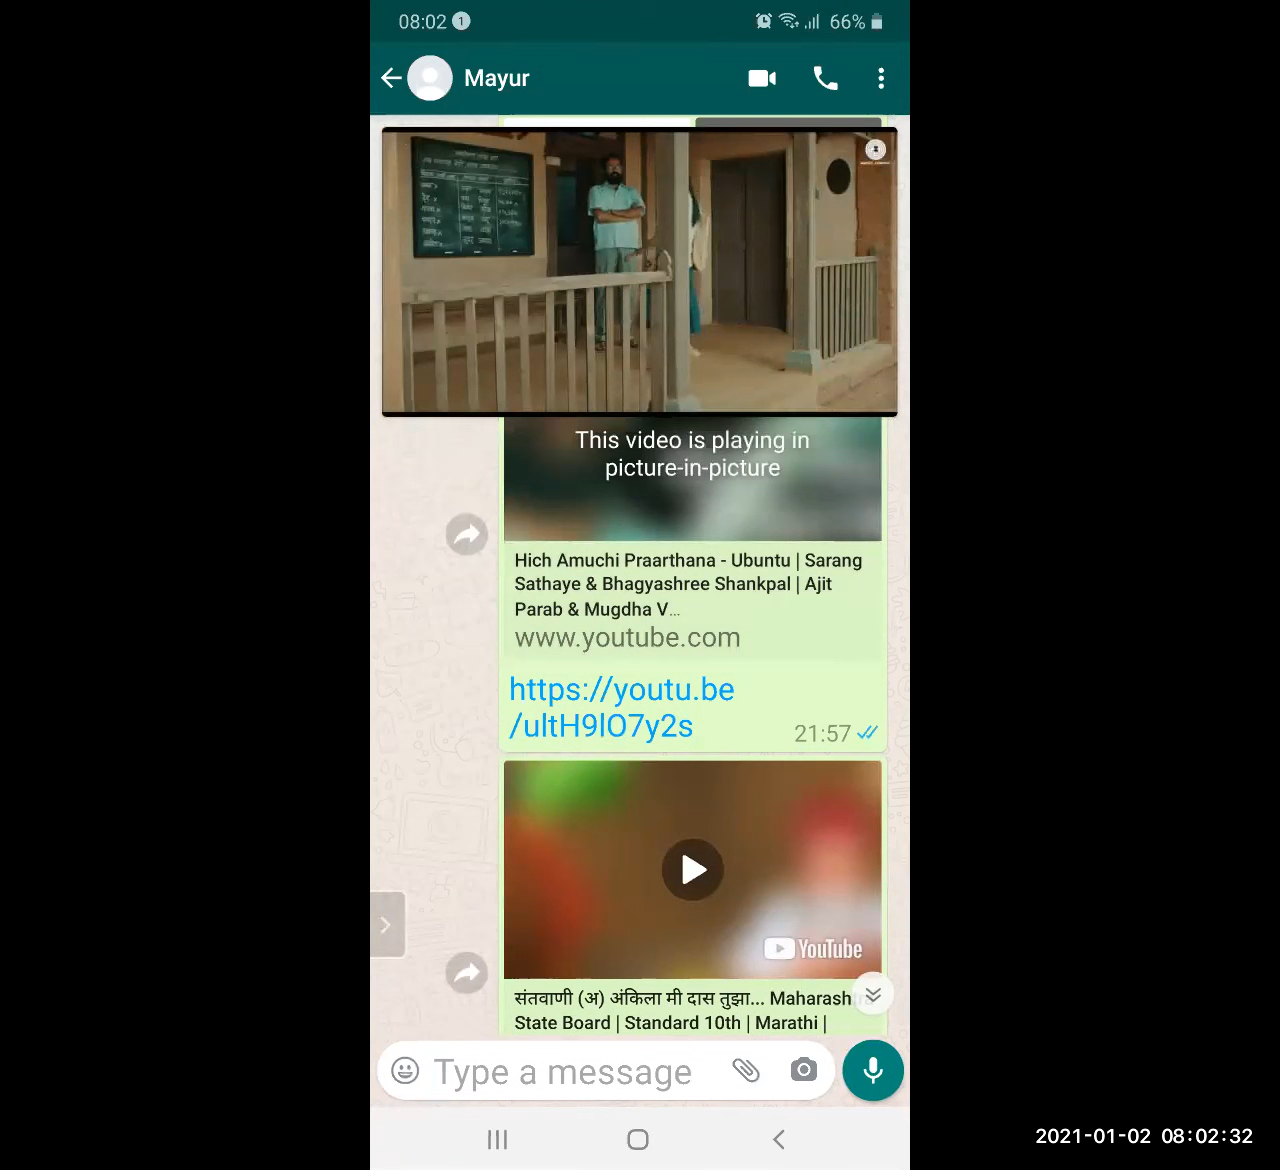 08:02 1
66%
Mayur
This video is playing in
picture-in-picture
Hich Amuchi Praarthana - Ubuntu | Sarang
Sathaye & Bhagyashree Shankpal | Ajit
Parab & Mugdha V...
www.youtube.com
https://youtu.be
/ultH9lO7y2s
21:57
YouTube
संतवाणी (अ) अंकिला मी दास तुझा... Maharashtra
State Board | Standard 10th | Marathi |
Type a message
2021-01-02 08:02:32